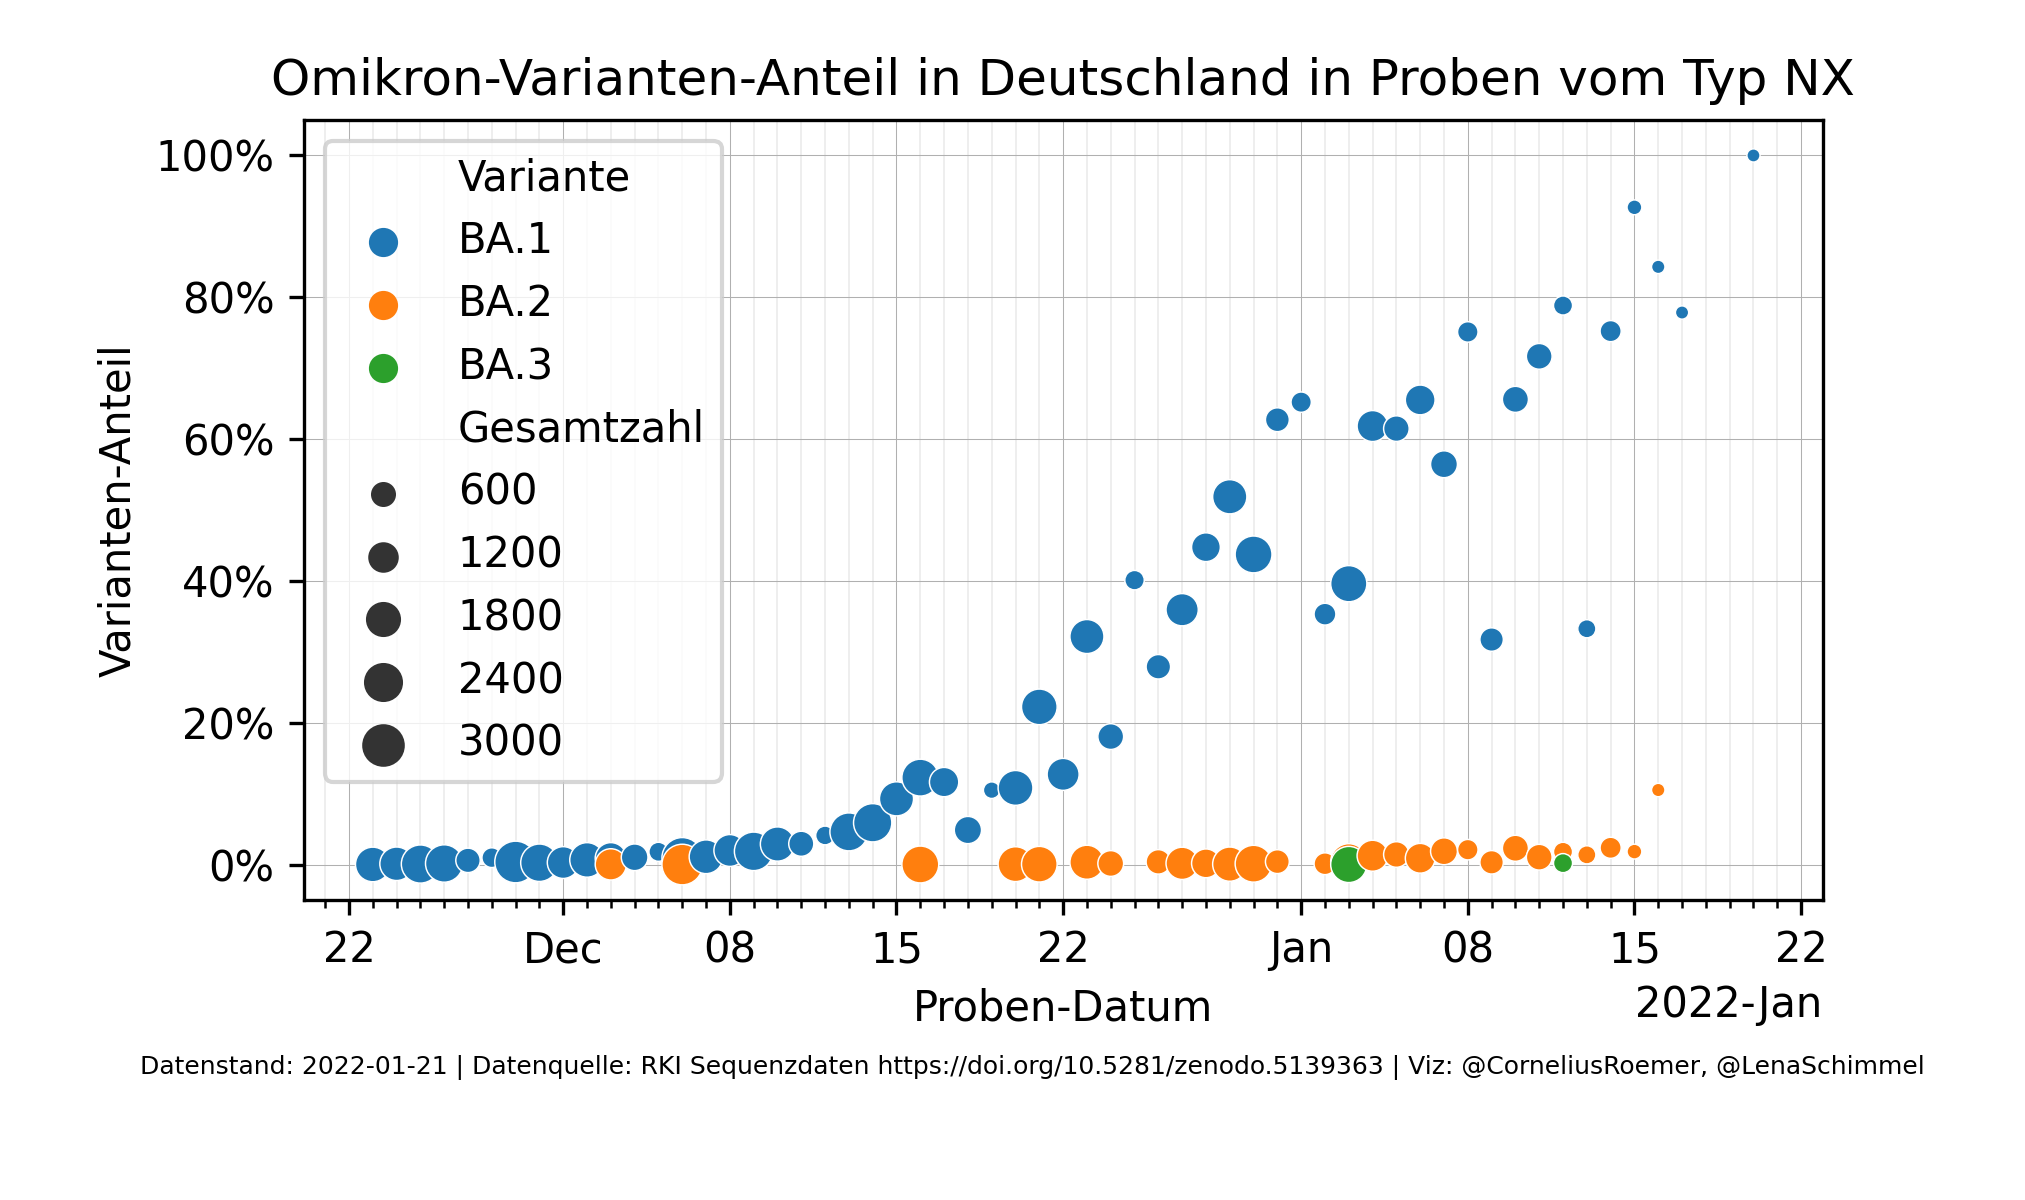 Omikron-Varianten-Anteil in Deutschland in Proben vom Typ NX
Varianten-Anteil
100%
80%
60%
40%
20%
0%
Variante
BA.1
BA.2
BA.3
Gesamtzahl
600
1200
1800
2400
3000
22 Dec 08 15 22 Jan 08 15 22
Proben-Datum
2022-Jan
Datenstand: 2022-01-21 | Datenquelle: RKI Sequenzdaten https://doi.org/10.5281/zenodo.5139363 | Viz: @CorneliusRoemer, @LenaSchimmel